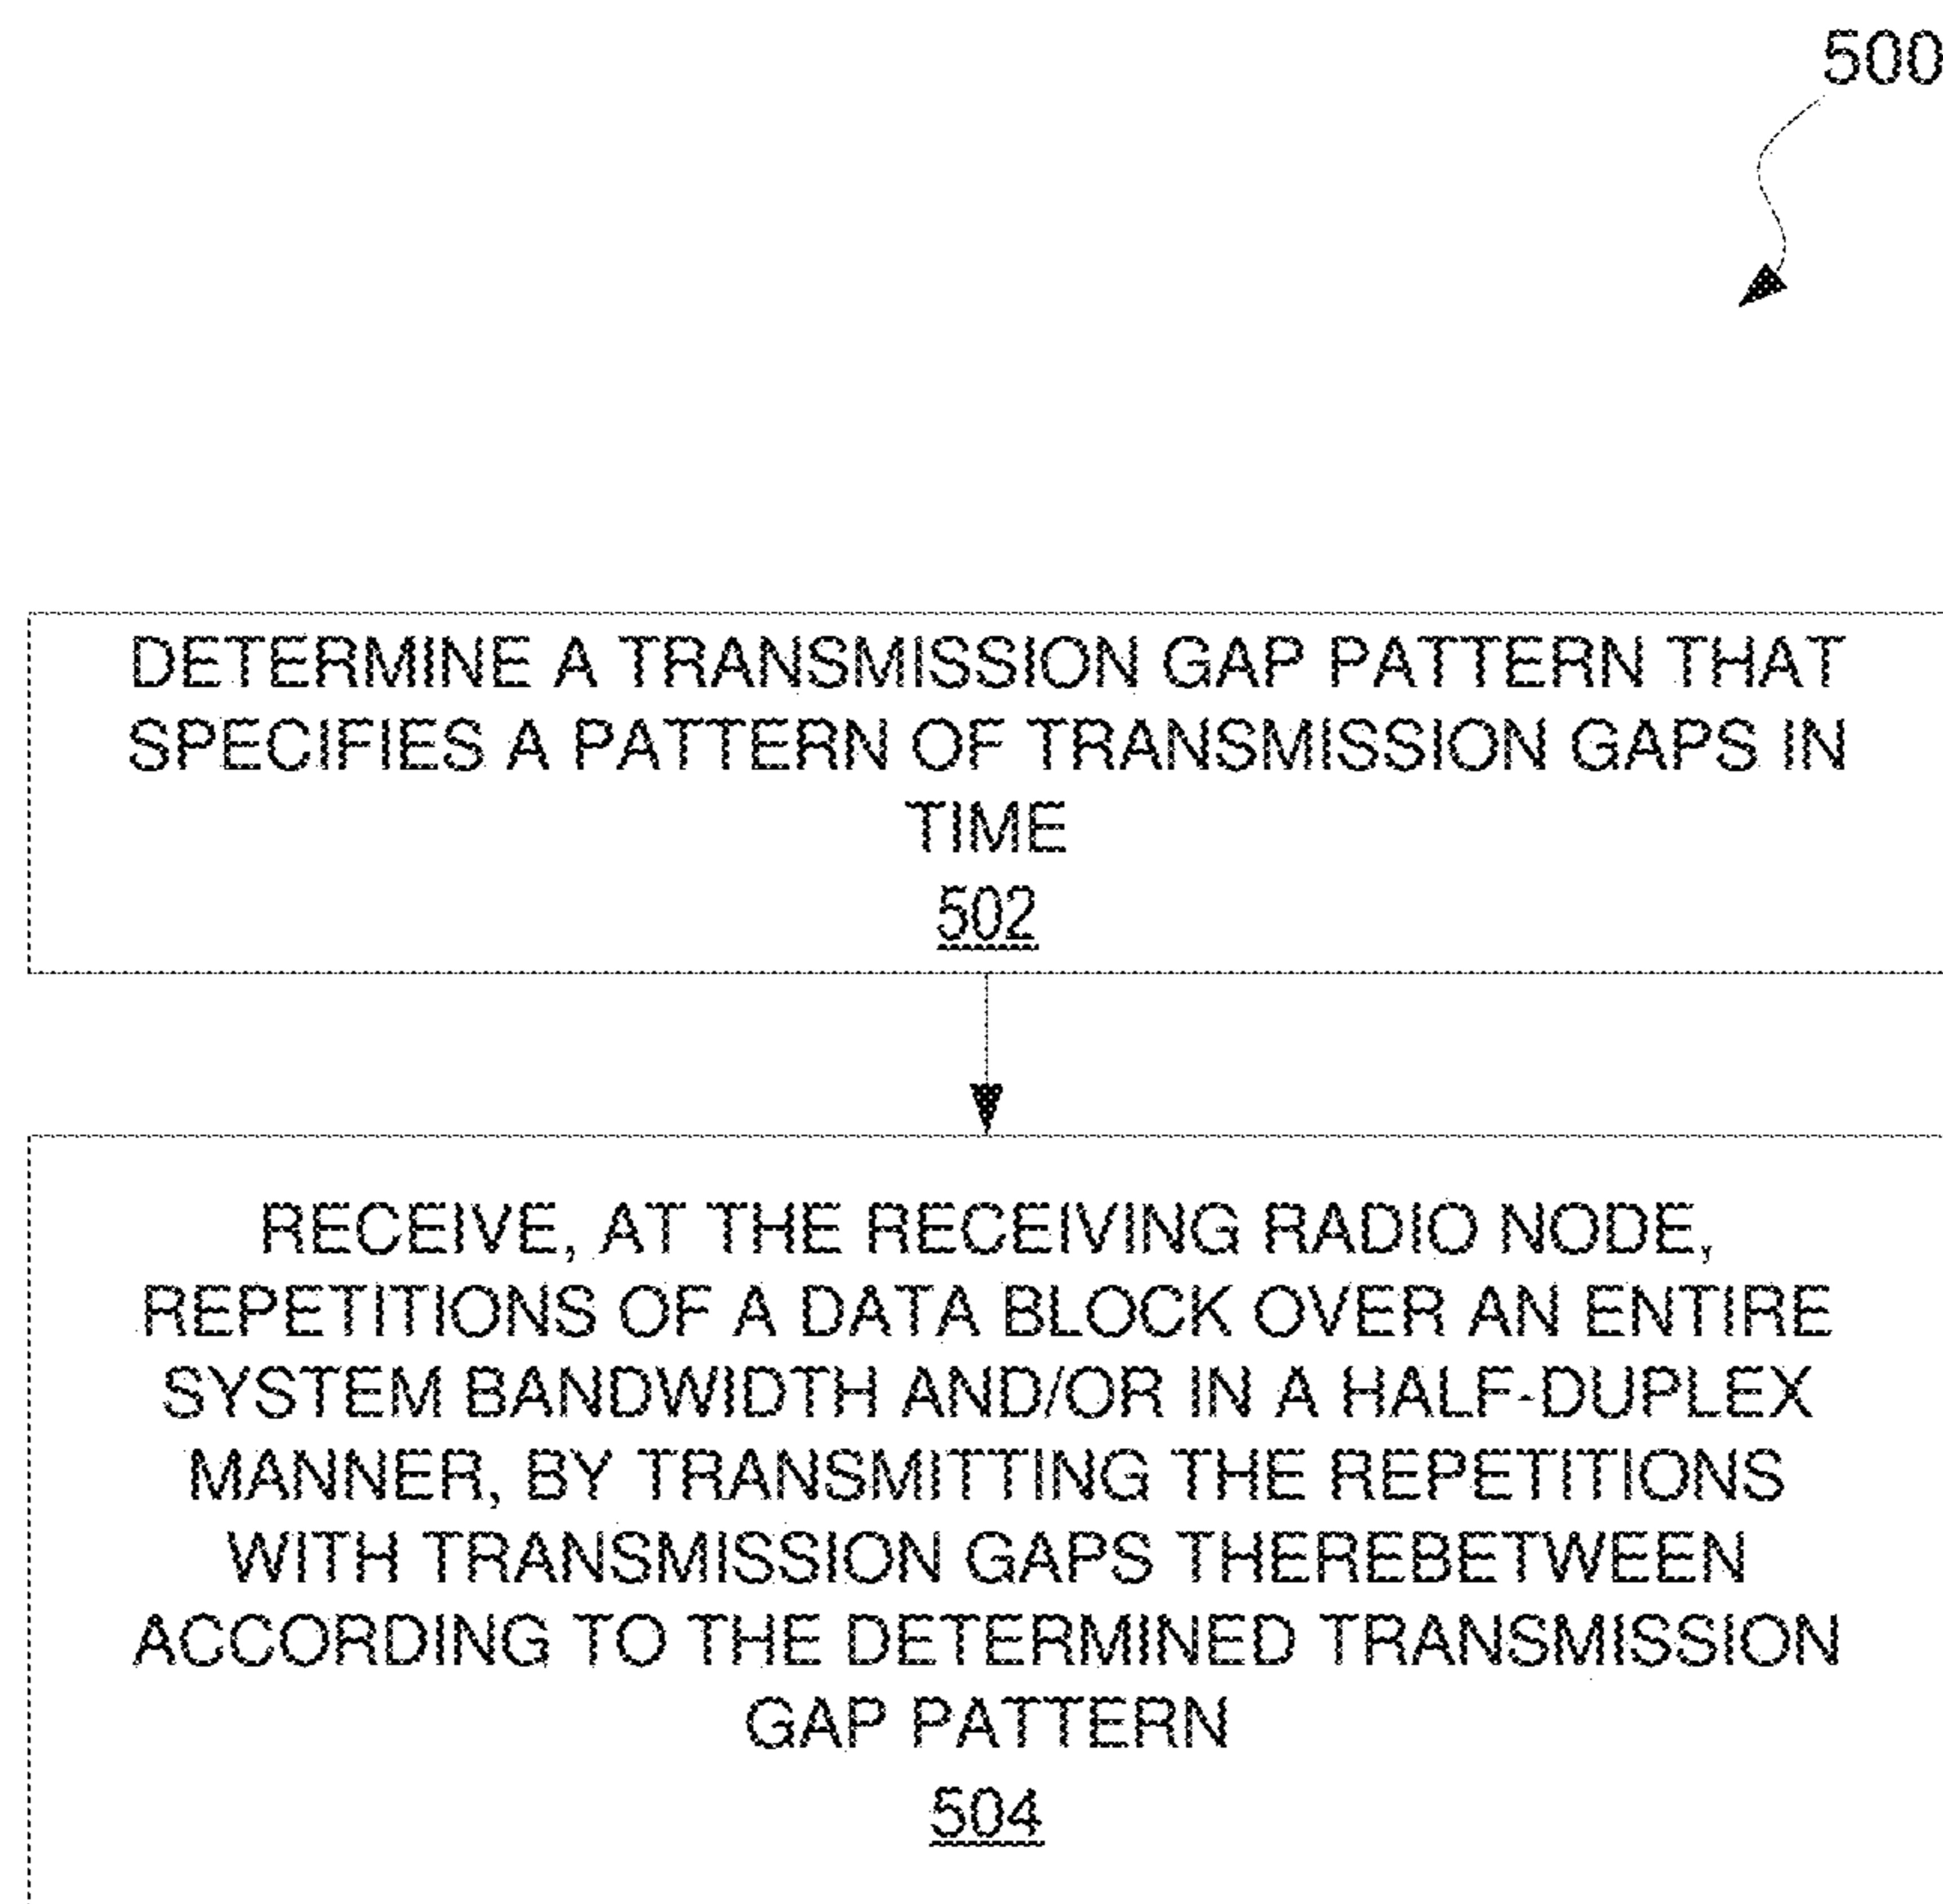 500
DETERMINE A TRANSMISSION GAP PATTERN THAT
SPECIFIES A PATTERN OF TRANSMISSION GAPS IN
TIME
502
RECEIVE, AT THE RECEIVING RADIO NODE,
REPETITIONS OF A DATA BLOCK OVER AN ENTIRE
SYSTEM BANDWIDTH AND/OR IN A HALF-DUPLEX
MANNER, BY TRANSMITTING THE REPETITIONS
WITH TRANSMISSION GAPS THEREBETWEEN
ACCORDING TO THE DETERMINED TRANSMISSION
GAP PATTERN
504